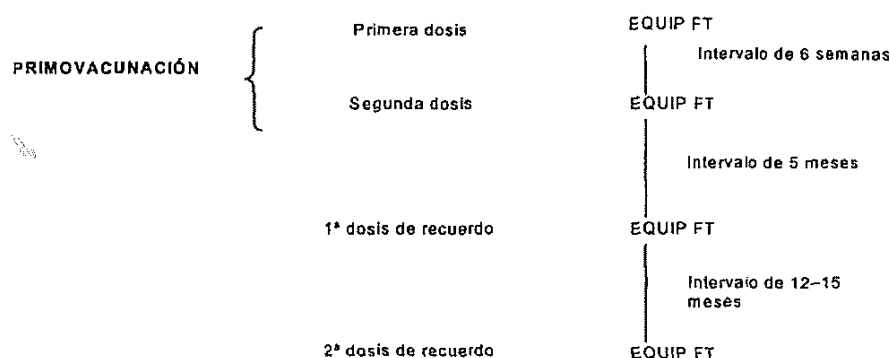 Primera dosis EQUIP FT
Intervalo de 6 semanas
PRIMOVACUNACIÓN
Segunda dosis EQUIP FT
Intervalo de 5 meses
1ª dosis de recuerdo EQUIP FT
Intervalo de 12–15
meses
2ª dosis de recuerdo EQUIP FT